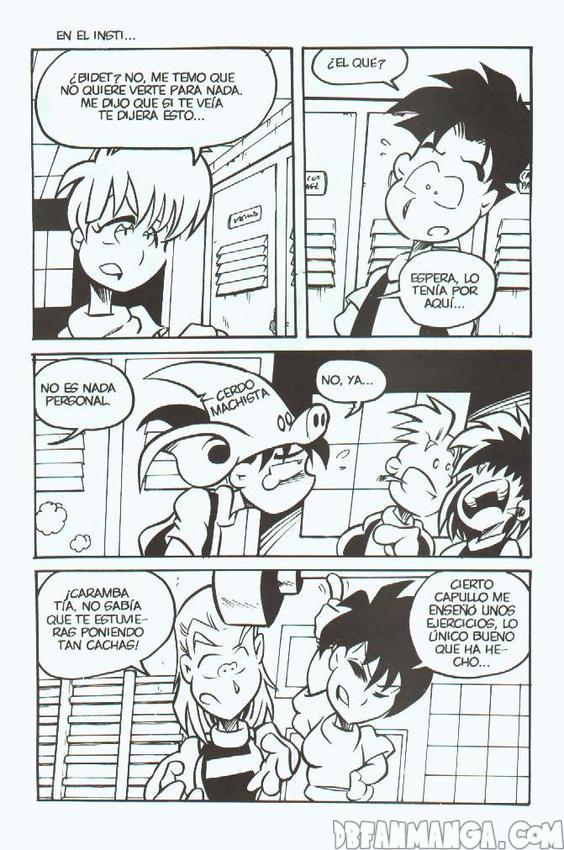 EN EL INSTI...
¿BIDET? NO, ME TEMO QUE
NO QUIERE VERTE PARA NADA.
ME DIJO QUE SI TE VEÍA
TE DIJERA ESTO...
¿EL QUE?
ESPERA, LO
TENÍA POR
AQUÍ...
NO ES NADA
PERSONAL.
CERDO
MACHISTA
NO, YA...
¡CARAMBA
TÍA, NO SABÍA
QUE TE ESTUVIE-
RAS PONIENDO
TAN CACHAS!
CIERTO
CAPULLO ME
ENSEÑÓ UNOS
EJERCICIOS, LO
ÚNICO BUENO
QUE HA HE-
CHO...
DBFANMANGA.COM